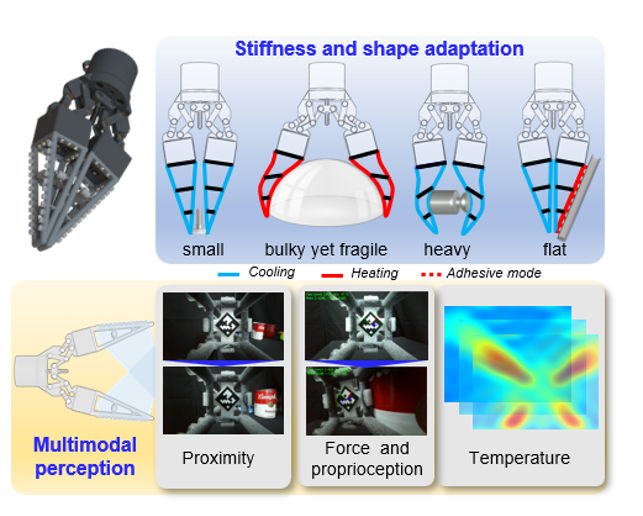 Stiffness and shape adaptation
small
bulky yet fragile
heavy
flat
Cooling
Heating
Adhesive mode
Multimodal
perception
Proximity
Force and
proprioception
Temperature